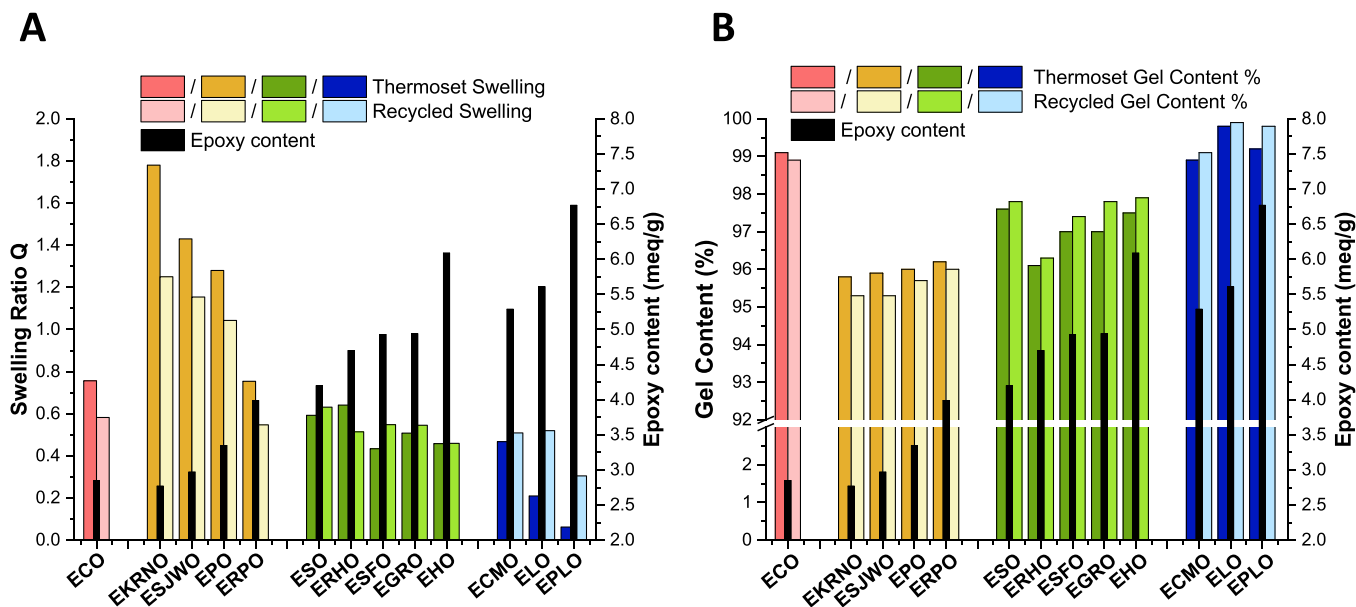 A
/ / / Thermoset Swelling
/ / / Recycled Swelling
Epoxy content
Swelling Ratio Q
2.0
1.8
1.6
1.4
1.2
1.0
0.8
0.6
0.4
0.2
0.0
8.0
7.5
7.0
6.5
6.0
5.5
5.0
4.5
4.0
3.5
3.0
2.5
2.0
Epoxy content (meq/g)
ECO
EKRNO
ESJWO
EPO
ERPO
ESO
ERHO
ESFO
EGRO
EHO
ECMO
ELO
EPLO
B
/ / / Thermoset Gel Content %
/ / / Recycled Gel Content %
Epoxy content
Gel Content (%)
100
99
98
97
96
95
94
93
92
2
1
0
8.0
7.5
7.0
6.5
6.0
5.5
5.0
4.5
4.0
3.5
3.0
2.5
2.0
Epoxy content (meq/g)
ECO
EKRNO
ESJWO
EPO
ERPO
ESO
ERHO
ESFO
EGRO
EHO
ECMO
ELO
EPLO